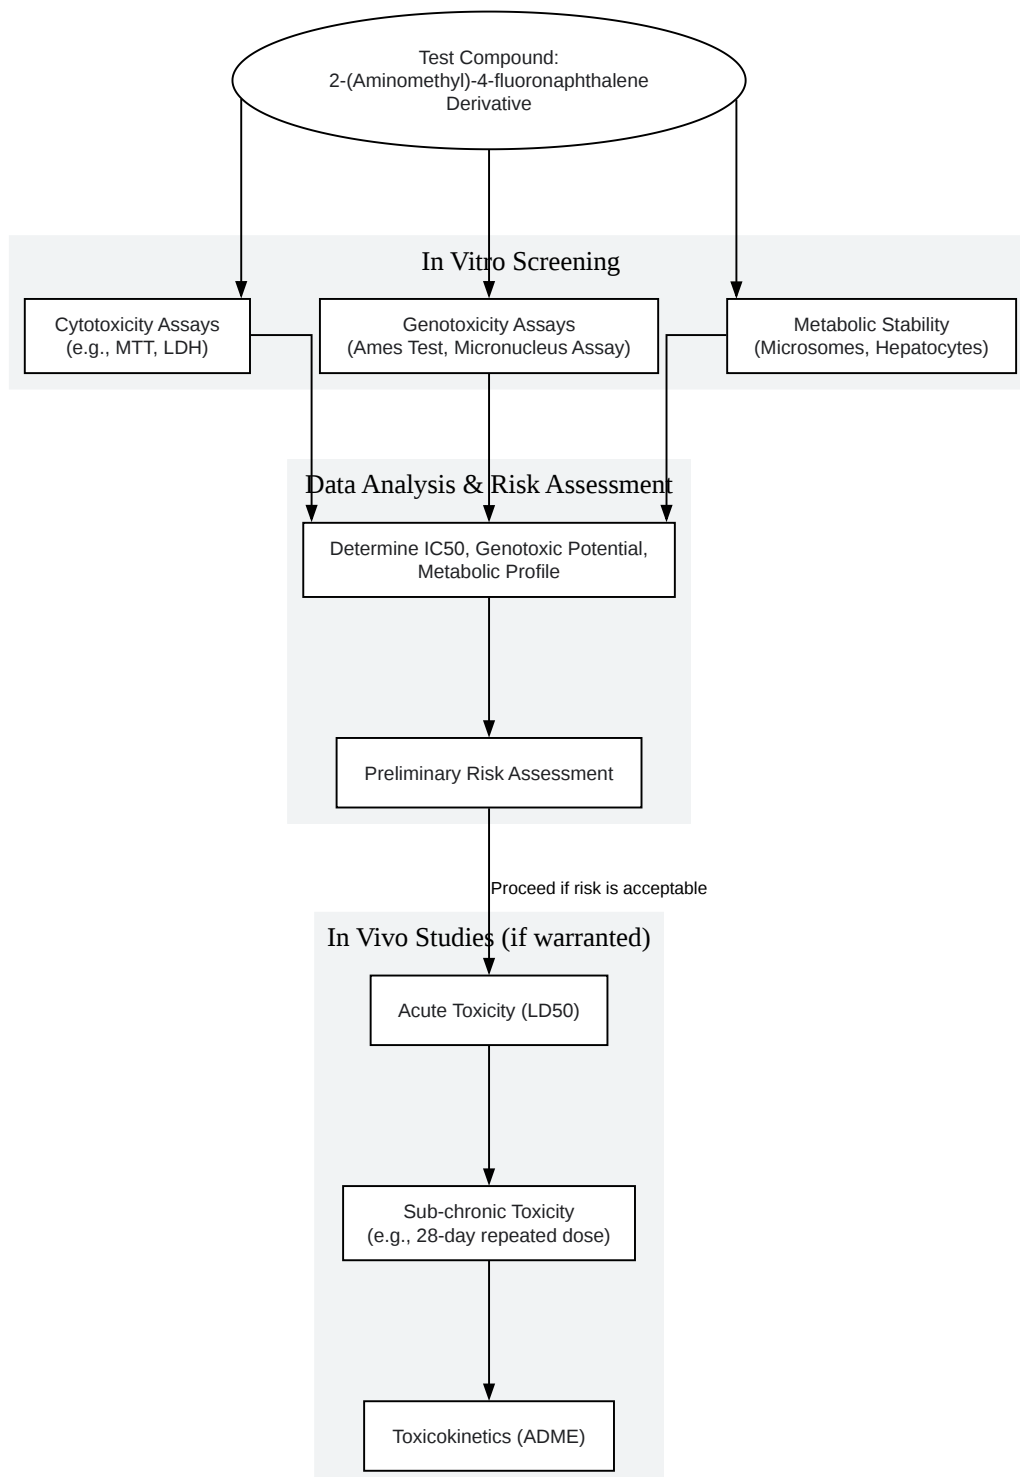 Test Compound:
2-(Aminomethyl)-4-fluoronaphthalene
Derivative
In Vitro Screening
Cytotoxicity Assays
(e.g., MTT, LDH)
Genotoxicity Assays
(Ames Test, Micronucleus Assay)
Metabolic Stability
(Microsomes, Hepatocytes)
Data Analysis & Risk Assessment
Determine IC50, Genotoxic Potential,
Metabolic Profile
Preliminary Risk Assessment
Proceed if risk is acceptable
In Vivo Studies (if warranted)
Acute Toxicity (LD50)
Sub-chronic Toxicity
(e.g., 28-day repeated dose)
Toxicokinetics (ADME)